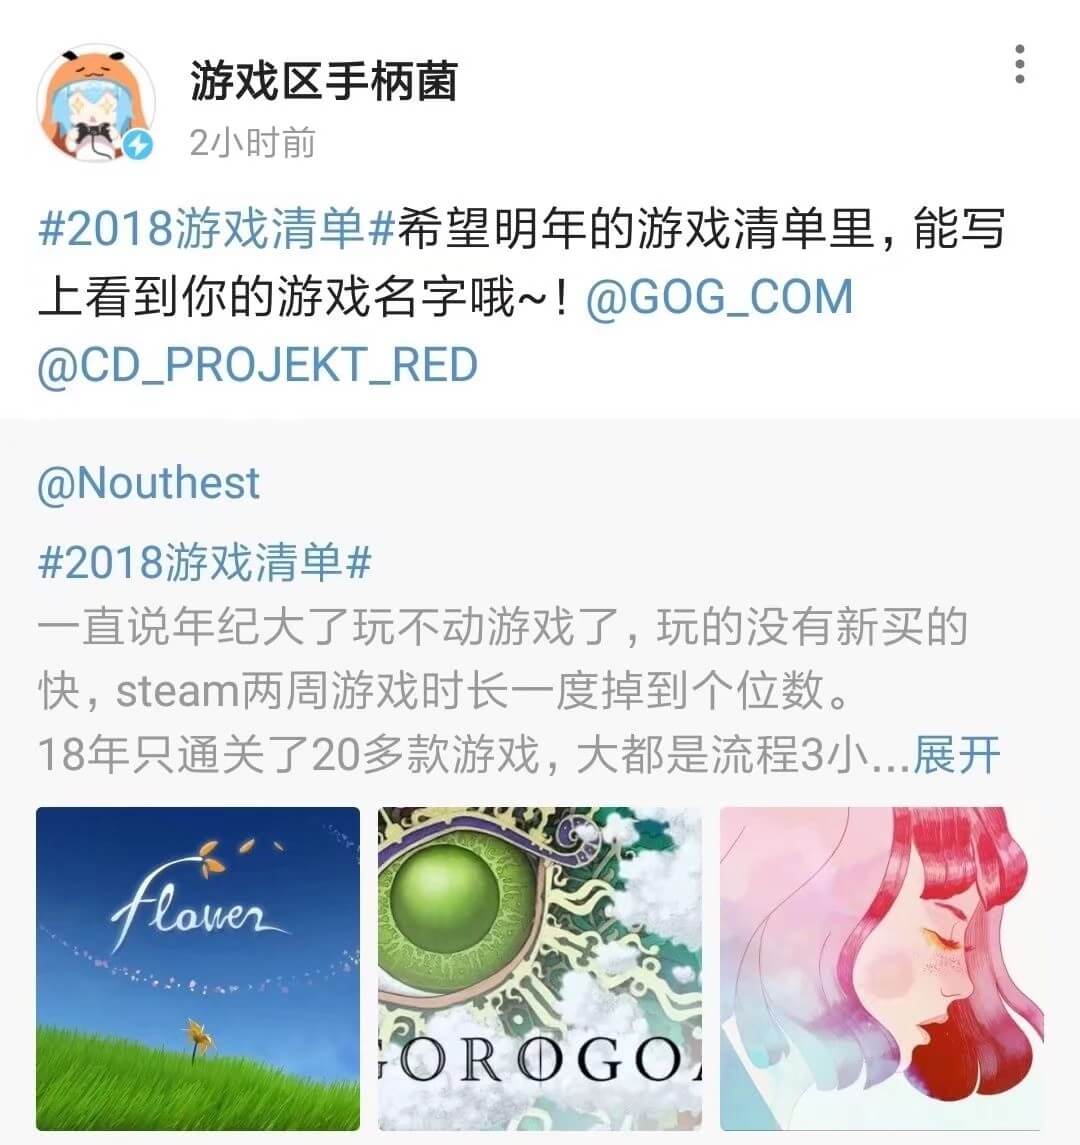 游戏区手柄菌
2小时前
#2018游戏清单#希望明年的游戏清单里，能写
上看到你的游戏名字哦~！@GOG_COM
@CD_PROJEKT_RED
@Nouthest
#2018游戏清单#
一直说年纪大了玩不动游戏了，玩的没有新买的
快，steam两周游戏时长一度掉到个位数。
18年只通关了20多款游戏，大都是流程3小...展开
flower
GOROGOA